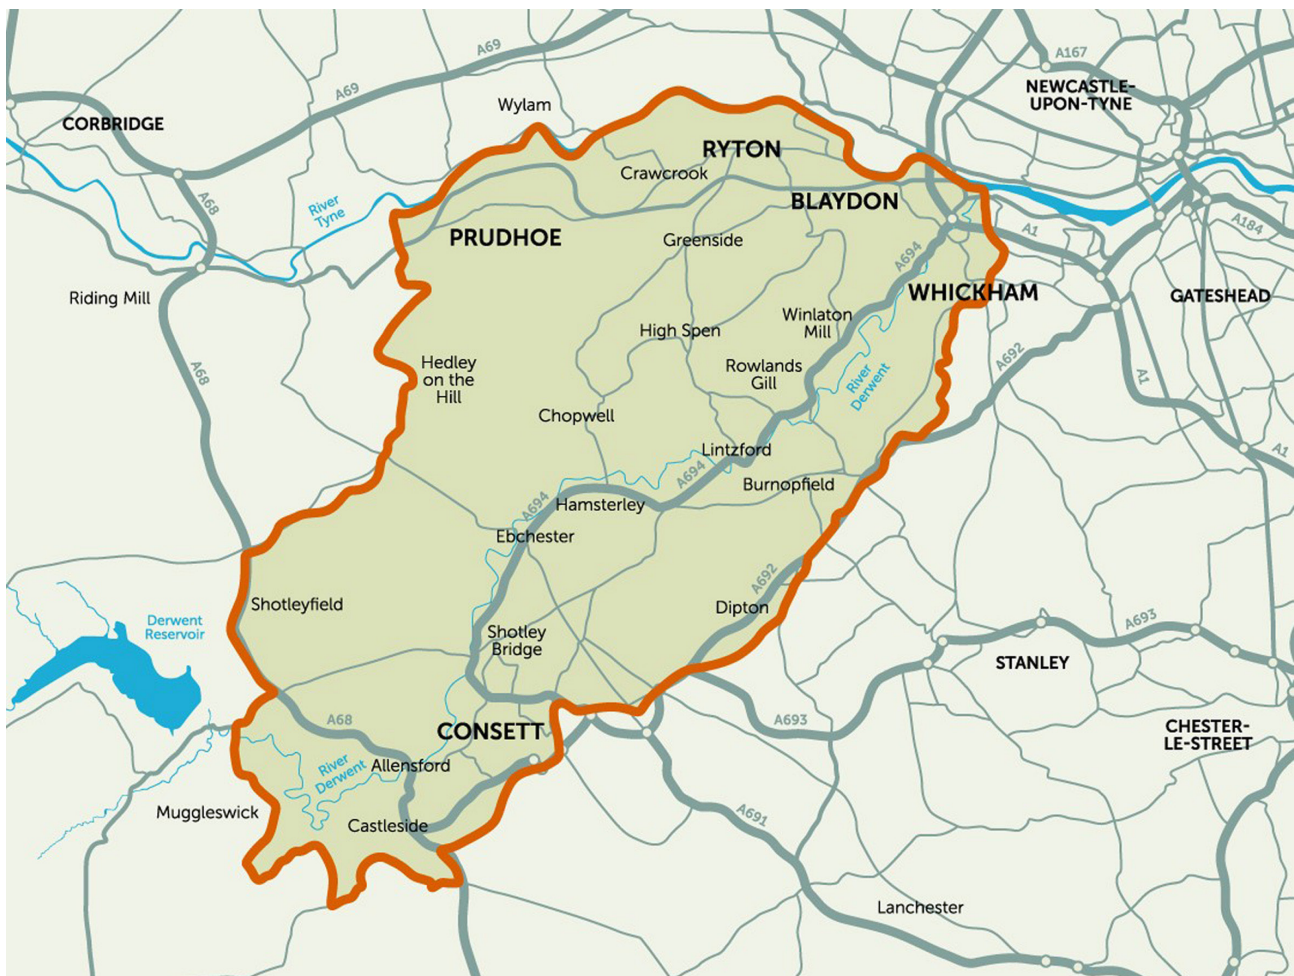 A69
A167
NEWCASTLE-
UPON-TYNE
A69
Wylam
CORBRIDGE
RYTON
Crawcrook
A68
River
Tyne
BLAYDON
A184
PRUDHOE
Greenside
A1
A694
Riding Mill
WHICKHAM
GATESHEAD
Winlaton
Mill
High Spen
A692
Hedley
on the
Hill
Rowlands
Gill
A68
River
Derwent
A1
Chopwell
Lintzford
A1
A694
Burnopfield
A694
Hamsterley
Ebchester
A692
Shotleyfield
Dipton
Derwent
Reservoir
A693
Shotley
Bridge
STANLEY
A68
CONSETT
A693
CHESTER-
LE-STREET
River
Derwent
Allensford
Muggleswick
Castleside
A691
Lanchester